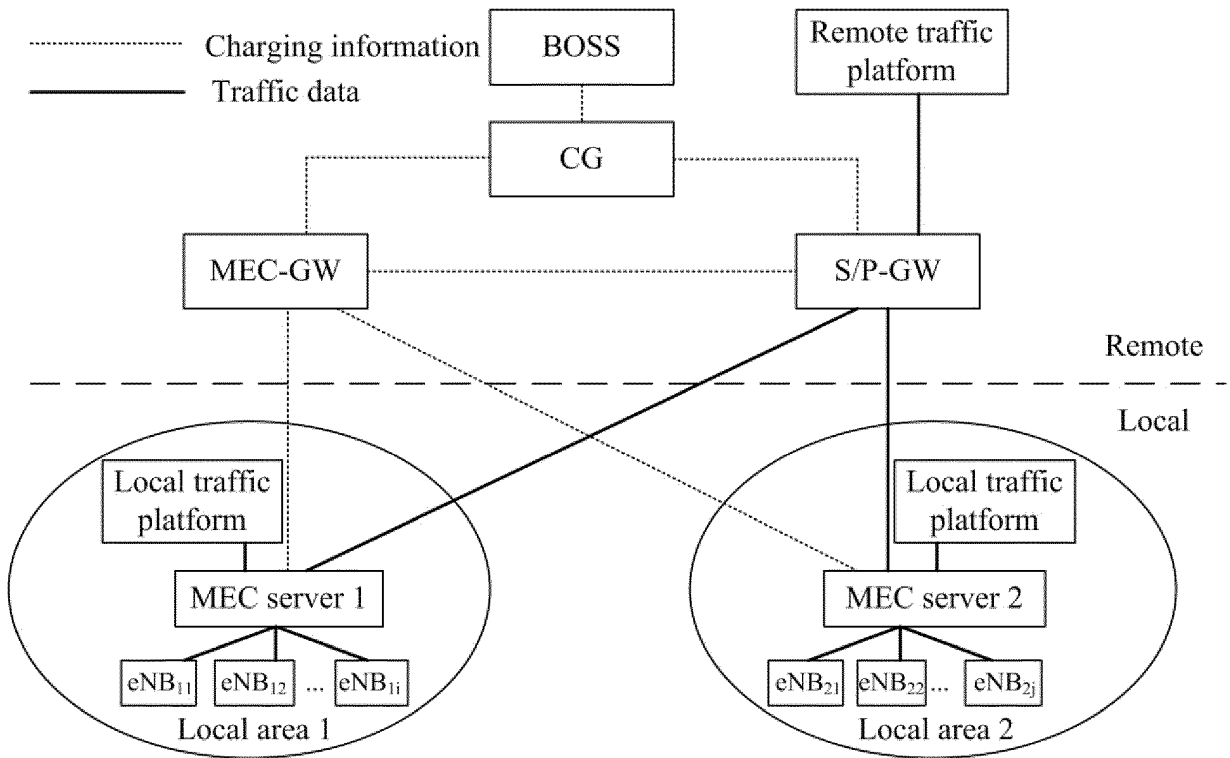 Charging information
Traffic data
BOSS
Remote traffic
platform
CG
MEC-GW
S/P-GW
Remote
Local
Local traffic
platform
Local traffic
platform
MEC server 1
MEC server 2
eNB₁₁ eNB₁₂ ... eNB₁ᵢ
eNB₂₁ eNB₂₂ ... eNB₂ⱼ
Local area 1
Local area 2